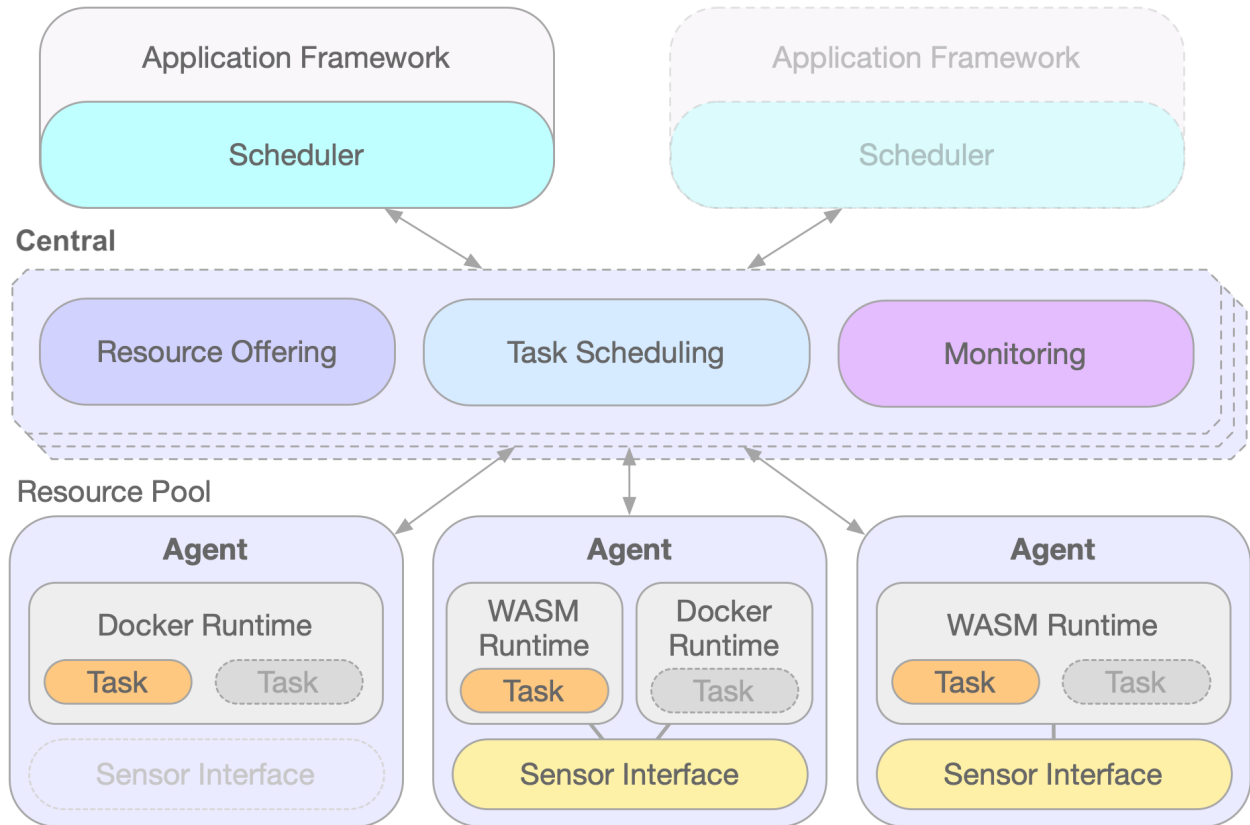 Application Framework
Scheduler
Application Framework
Scheduler
Central
Resource Offering
Task Scheduling
Monitoring
Resource Pool
Agent
Docker Runtime
Task
Task
Sensor Interface
Agent
WASM
Runtime
Task
Docker
Runtime
Task
Sensor Interface
Agent
WASM Runtime
Task
Task
Sensor Interface